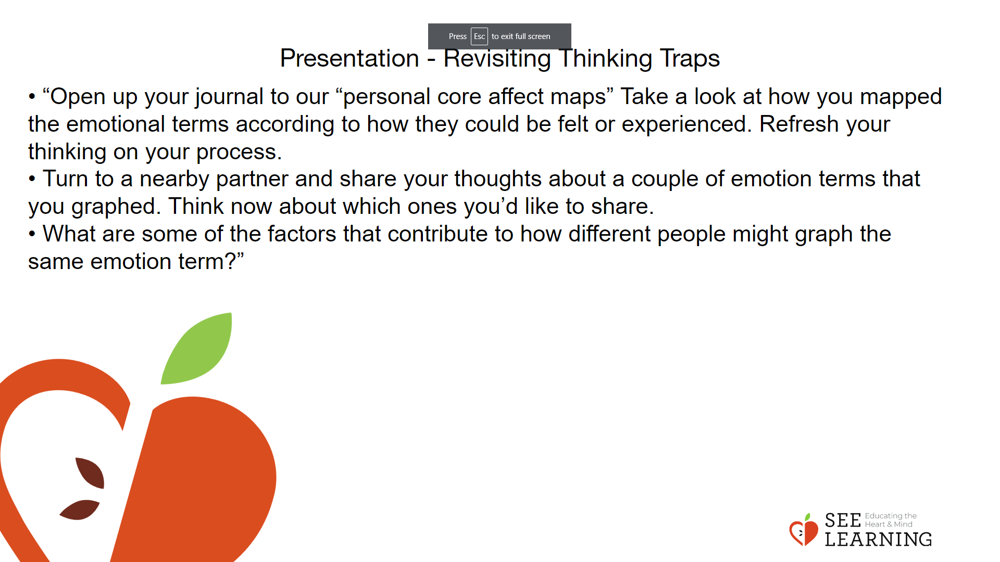 Press Esc to exit full screen
Presentation - Revisiting Thinking Traps
• “Open up your journal to our “personal core affect maps” Take a look at how you mapped
the emotional terms according to how they could be felt or experienced. Refresh your
thinking on your process.
• Turn to a nearby partner and share your thoughts about a couple of emotion terms that
you graphed. Think now about which ones you’d like to share.
• What are some of the factors that contribute to how different people might graph the
same emotion term?”
SEE Educating the
Heart & Mind
LEARNING